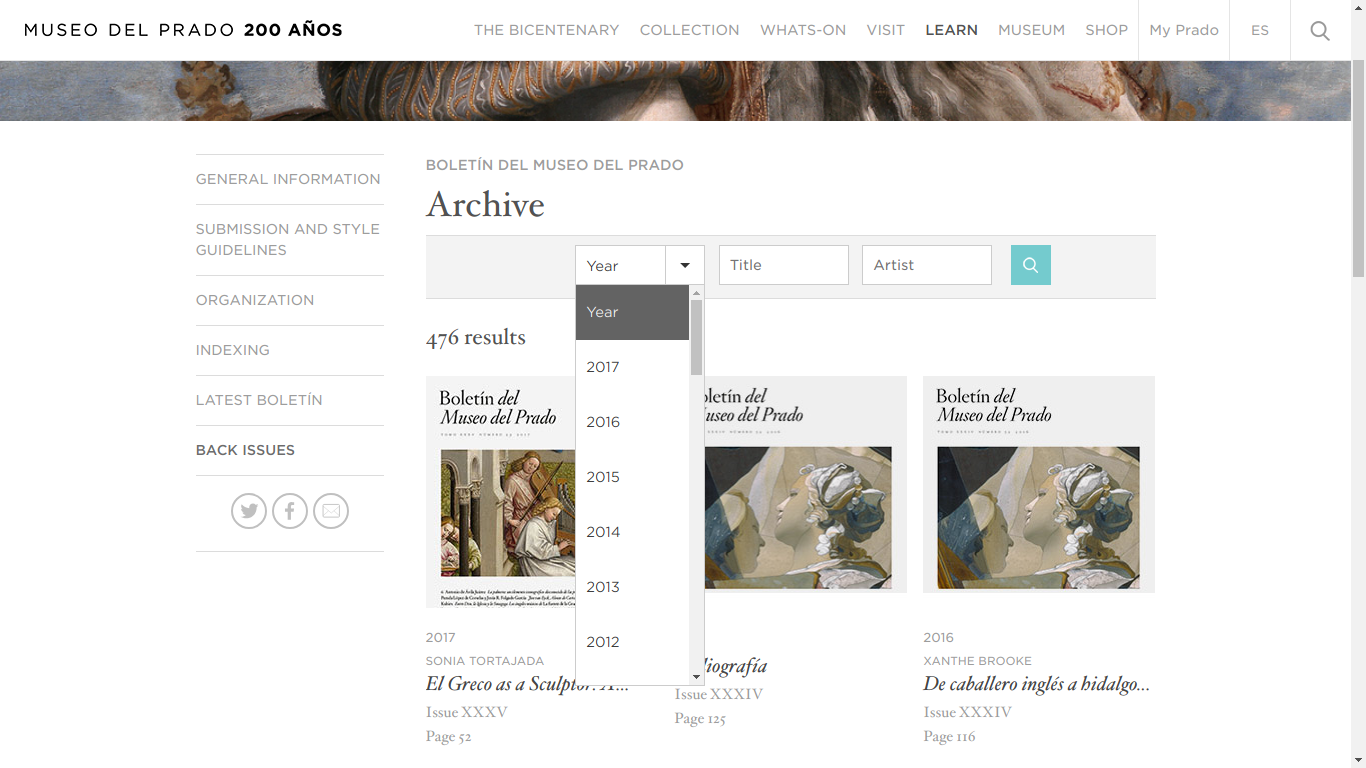 MUSEO DEL PRADO 200 AÑOS
THE BICENTENARY COLLECTION WHATS-ON VISIT LEARN MUSEUM SHOP My Prado ES
GENERAL INFORMATION
SUBMISSION AND STYLE
GUIDELINES
ORGANIZATION
INDEXING
LATEST BOLETÍN
BACK ISSUES
BOLETÍN DEL MUSEO DEL PRADO
Archive
Year
Title
Artist
476 results
Year
2017
2016
2015
2014
2013
2012
Boletín del
Museo del Prado
2017
SONIA TORTAJADA
El Greco as a Sculptor. A...
Issue XXXV
Page 52
oletín del
useo del Prado
liografía
Issue XXXIV
Page 125
Boletín del
Museo del Prado
2016
XANTHE BROOKE
De caballero inglés a hidalgo...
Issue XXXIV
Page 116